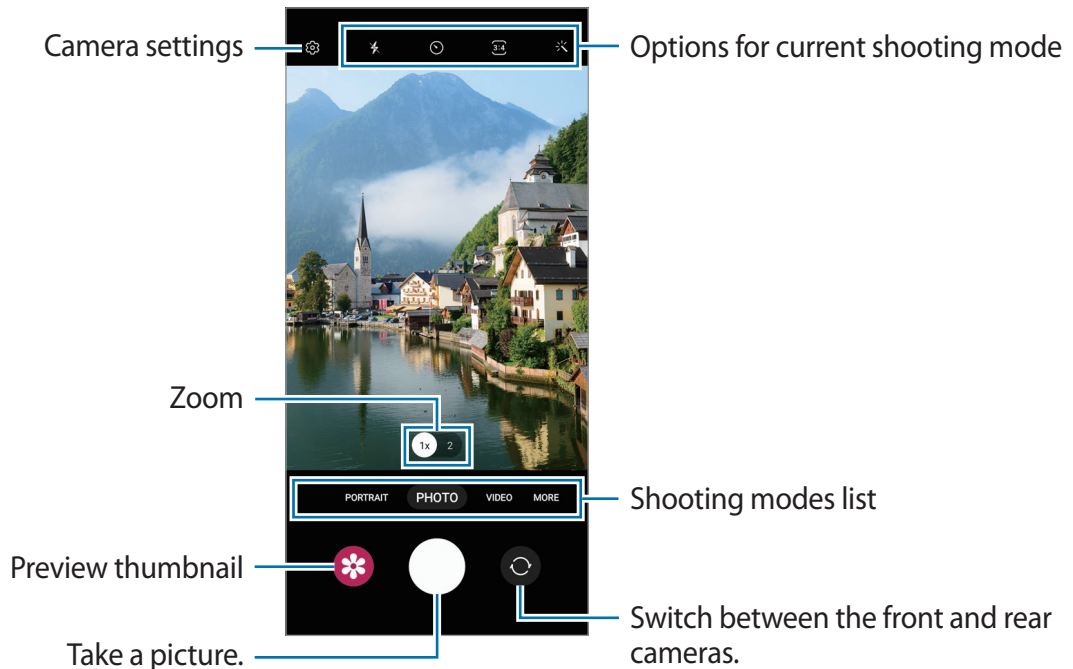 Camera settings
3:4
Options for current shooting mode
Zoom
1x 2
PORTRAIT PHOTO VIDEO MORE
Shooting modes list
Preview thumbnail
Switch between the front and rear
cameras.
Take a picture.